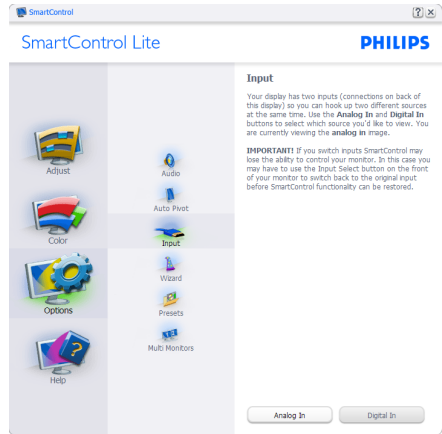 SmartControl
SmartControl Lite
PHILIPS
Adjust
Color
Options
Help
Audio
Auto Pivot
Input
Wizard
Presets
Multi Monitors
Input
Your display has two inputs (connections on back of
this display) so you can hook up two different sources
at the same time. Use the Analog In and Digital In
buttons to select which source you'd like to view. You
are currently viewing the analog in image.
IMPORTANT! If you switch inputs SmartControl may
lose the ability to control your monitor. In this case you
may have to use the Input Select button on the front
of your monitor to switch back to the original input
before SmartControl functionality can be restored.
Analog In
Digital In